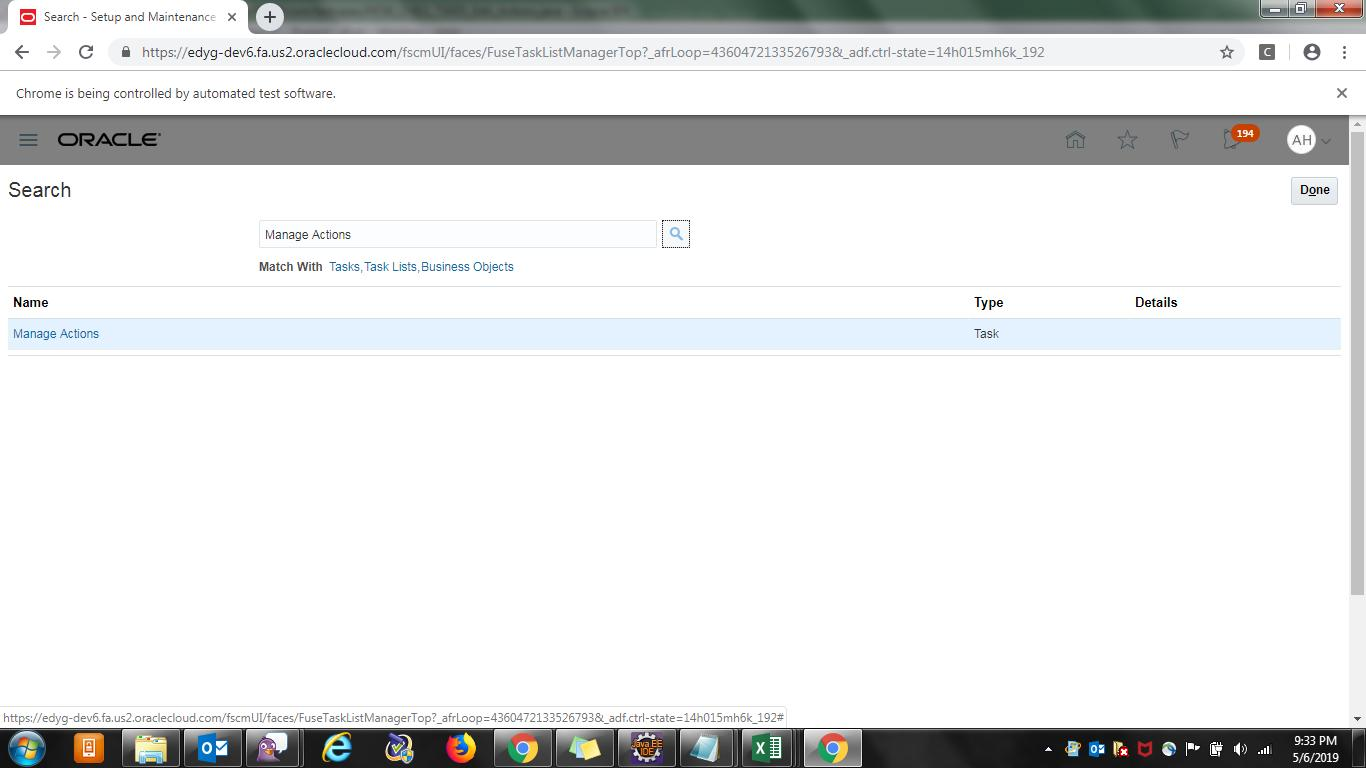 Search - Setup and Maintenance
https://edyg-dev6.fa.us2.oraclecloud.com/fscmUI/faces/FuseTaskListManagerTop?_afrLoop=4360472133526793&_adf.ctrl-state=14h015mh6k_192
C
Chrome is being controlled by automated test software.
ORACLE
194
AH
Search
Done
Manage Actions
Match With Tasks, Task Lists, Business Objects
Name Type Details
Manage Actions Task
https://edyg-dev6.fa.us2.oraclecloud.com/fscmUI/faces/FuseTaskListManagerTop?_afrLoop=4360472133526793&_adf.ctrl-state=14h015mh6k_192#
Java EE
IDE
9:33 PM
5/6/2019